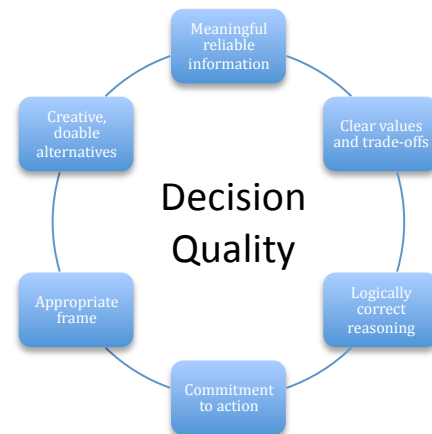 Meaningful
reliable
information
Clear values
and trade-offs
Logically
correct
reasoning
Commitment
to action
Appropriate
frame
Creative,
doable
alternatives
Decision
Quality